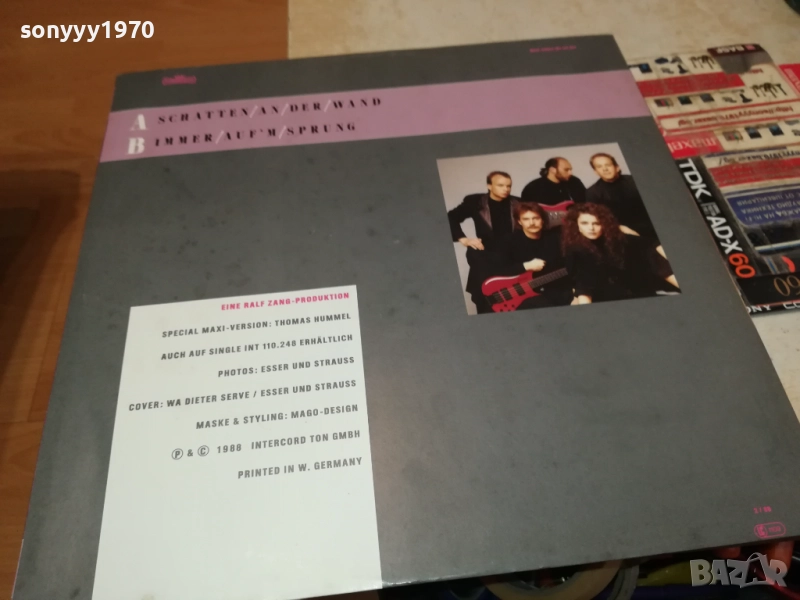 sonyyy1970
A SCHATTEN/AN/DER/WAND
B IMMER/AUF'M/SPRUNG
EINE RALF ZANG-PRODUKTION
SPECIAL MAXI-VERSION: THOMAS HUMMEL
AUCH AUF SINGLE INT 110.248 ERHÄLTLICH
PHOTOS: ESSER UND STRAUSS
COVER: WA DIETER SERVE / ESSER UND STRAUSS
MASKE & STYLING: MAGO-DESIGN
Ⓟ & © 1988 INTERCORD TON GMBH
PRINTED IN W. GERMANY
maxell
TDK AD-X60
BAZAR